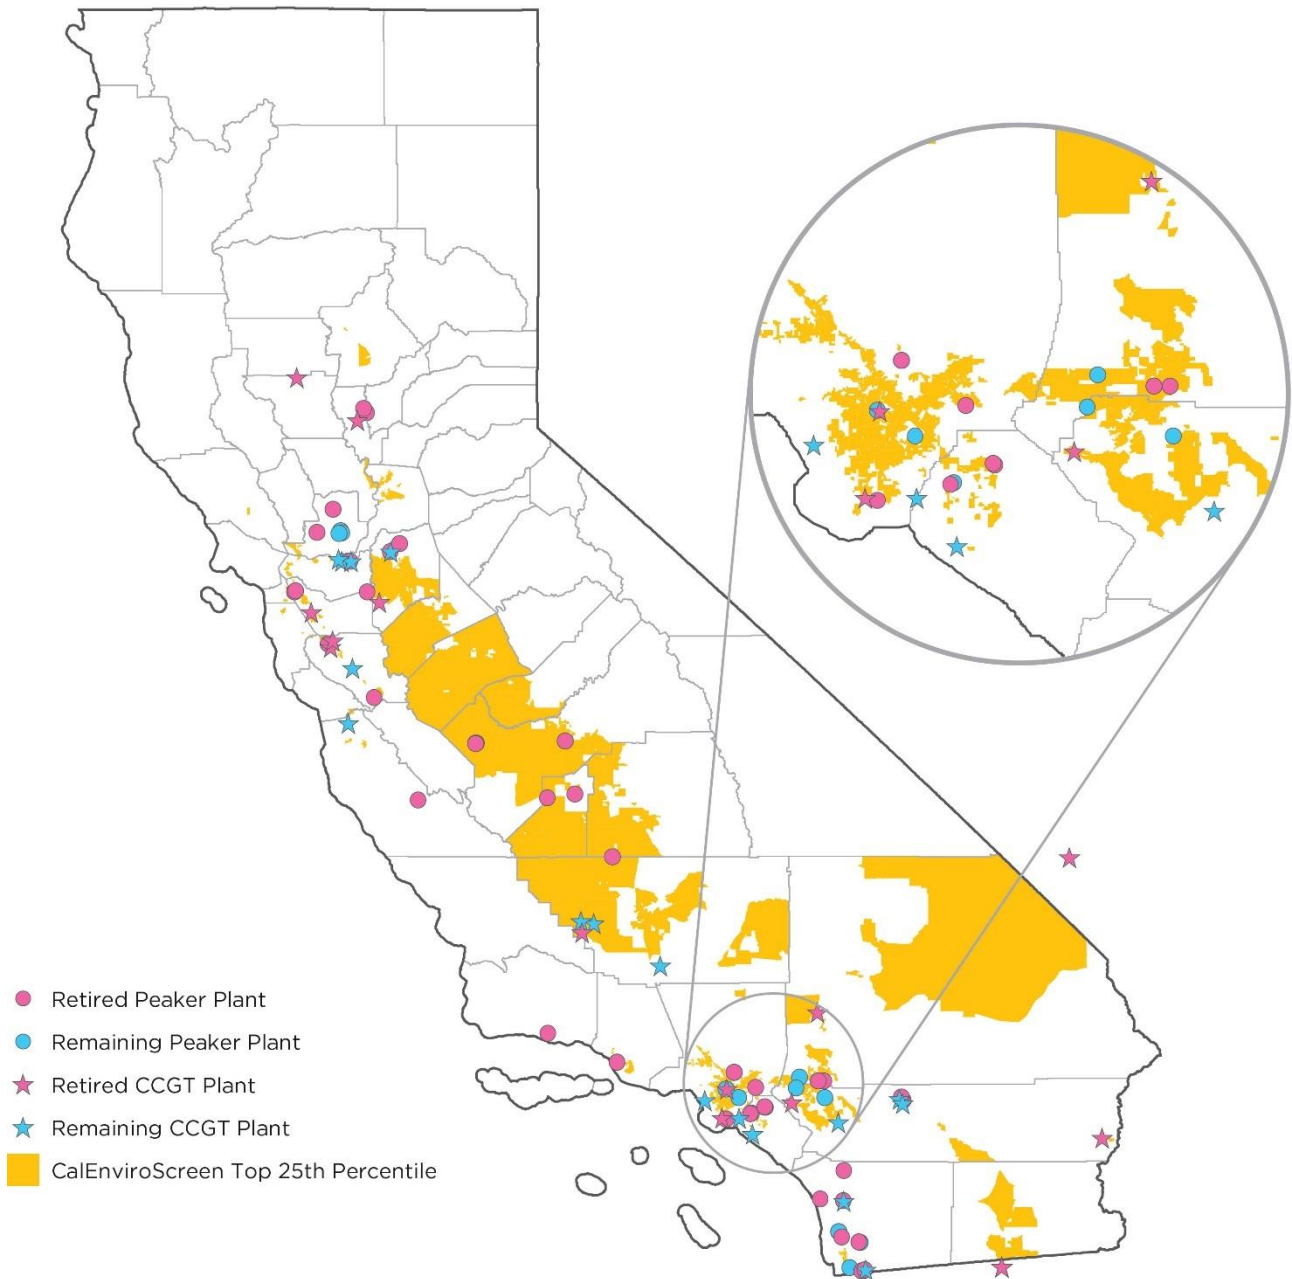 Retired Peaker Plant
Remaining Peaker Plant
Retired CCGT Plant
Remaining CCGT Plant
CalEnviroScreen Top 25th Percentile